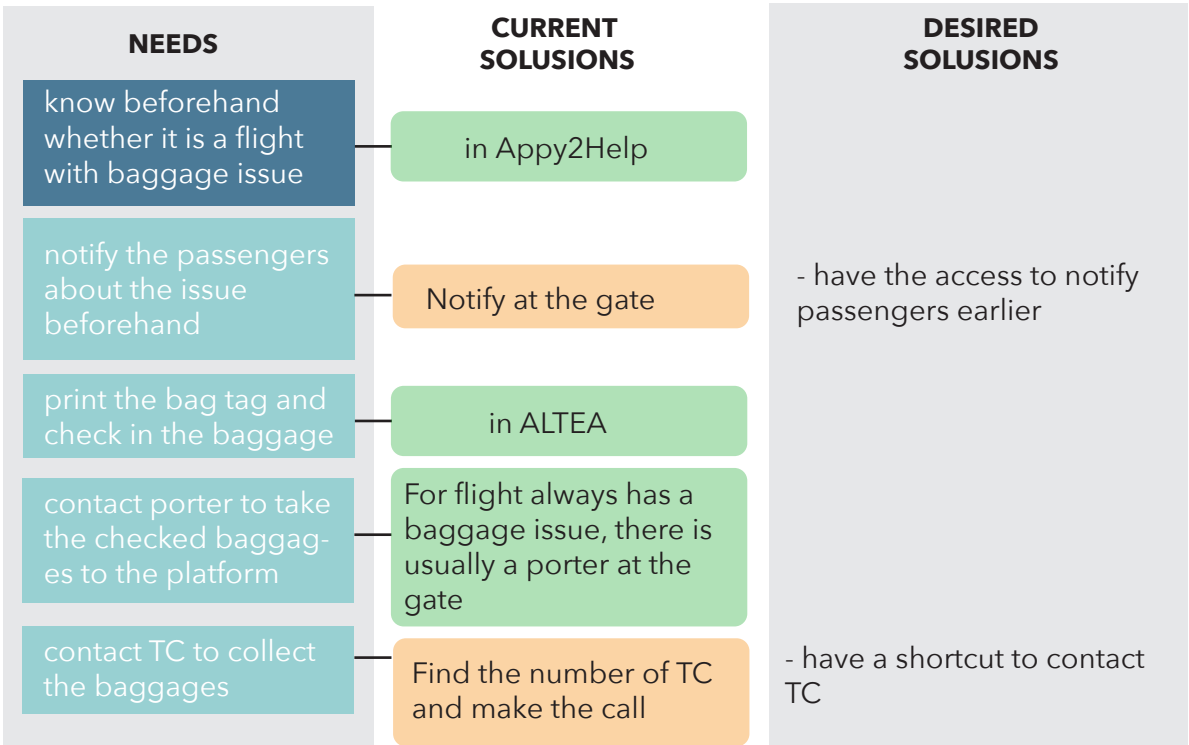 NEEDS
CURRENT
SOLUSIONS
DESIRED
SOLUSIONS
know beforehand
whether it is a flight
with baggage issue
in Appy2Help
notify the passengers
about the issue
beforehand
Notify at the gate
- have the access to notify
passengers earlier
print the bag tag and
check in the baggage
in ALTEA
contact porter to take
the checked baggag-
es to the platform
For flight always has a
baggage issue, there is
usually a porter at the
gate
contact TC to collect
the baggages
Find the number of TC
and make the call
- have a shortcut to contact
TC